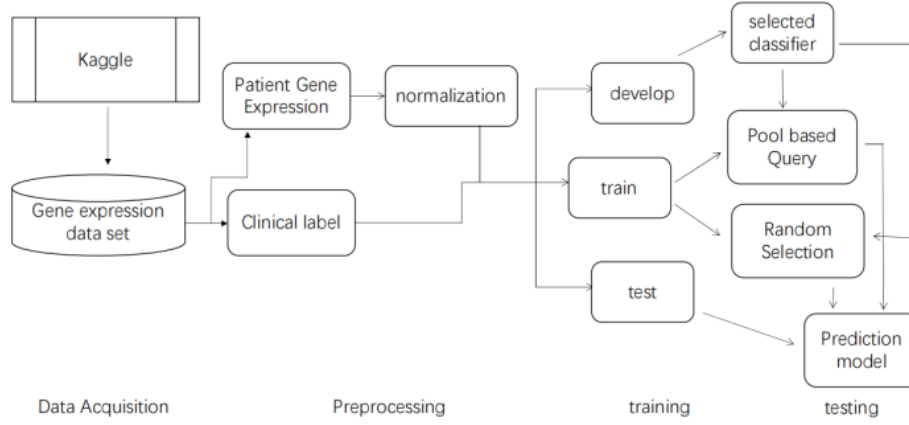 Kaggle
Gene expression
data set
Patient Gene
Expression
normalization
Clinical label
develop
train
test
selected
classifier
Pool based
Query
Random
Selection
Prediction
model
Data Acquisition
Preprocessing
training
testing